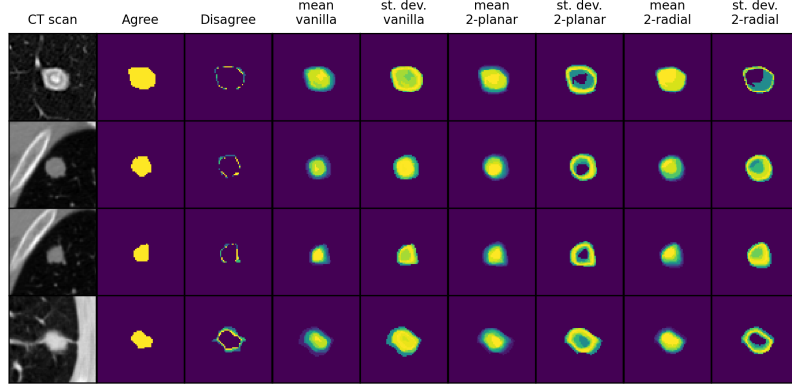 CT scan
Agree
Disagree
mean
vanilla
st. dev.
vanilla
mean
2-planar
st. dev.
2-planar
mean
2-radial
st. dev.
2-radial